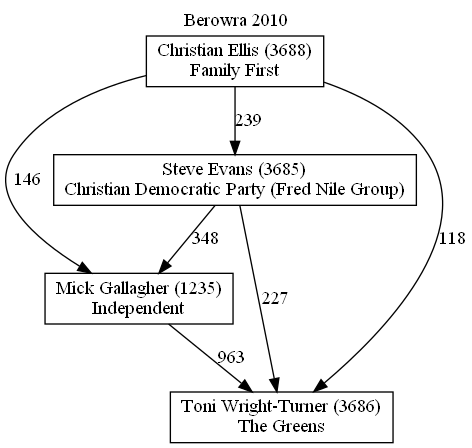 Berowra 2010
Christian Ellis (3688)
Family First
239
Steve Evans (3685)
Christian Democratic Party (Fred Nile Group)
146
348
118
Mick Gallagher (1235)
Independent
227
963
Toni Wright-Turner (3686)
The Greens